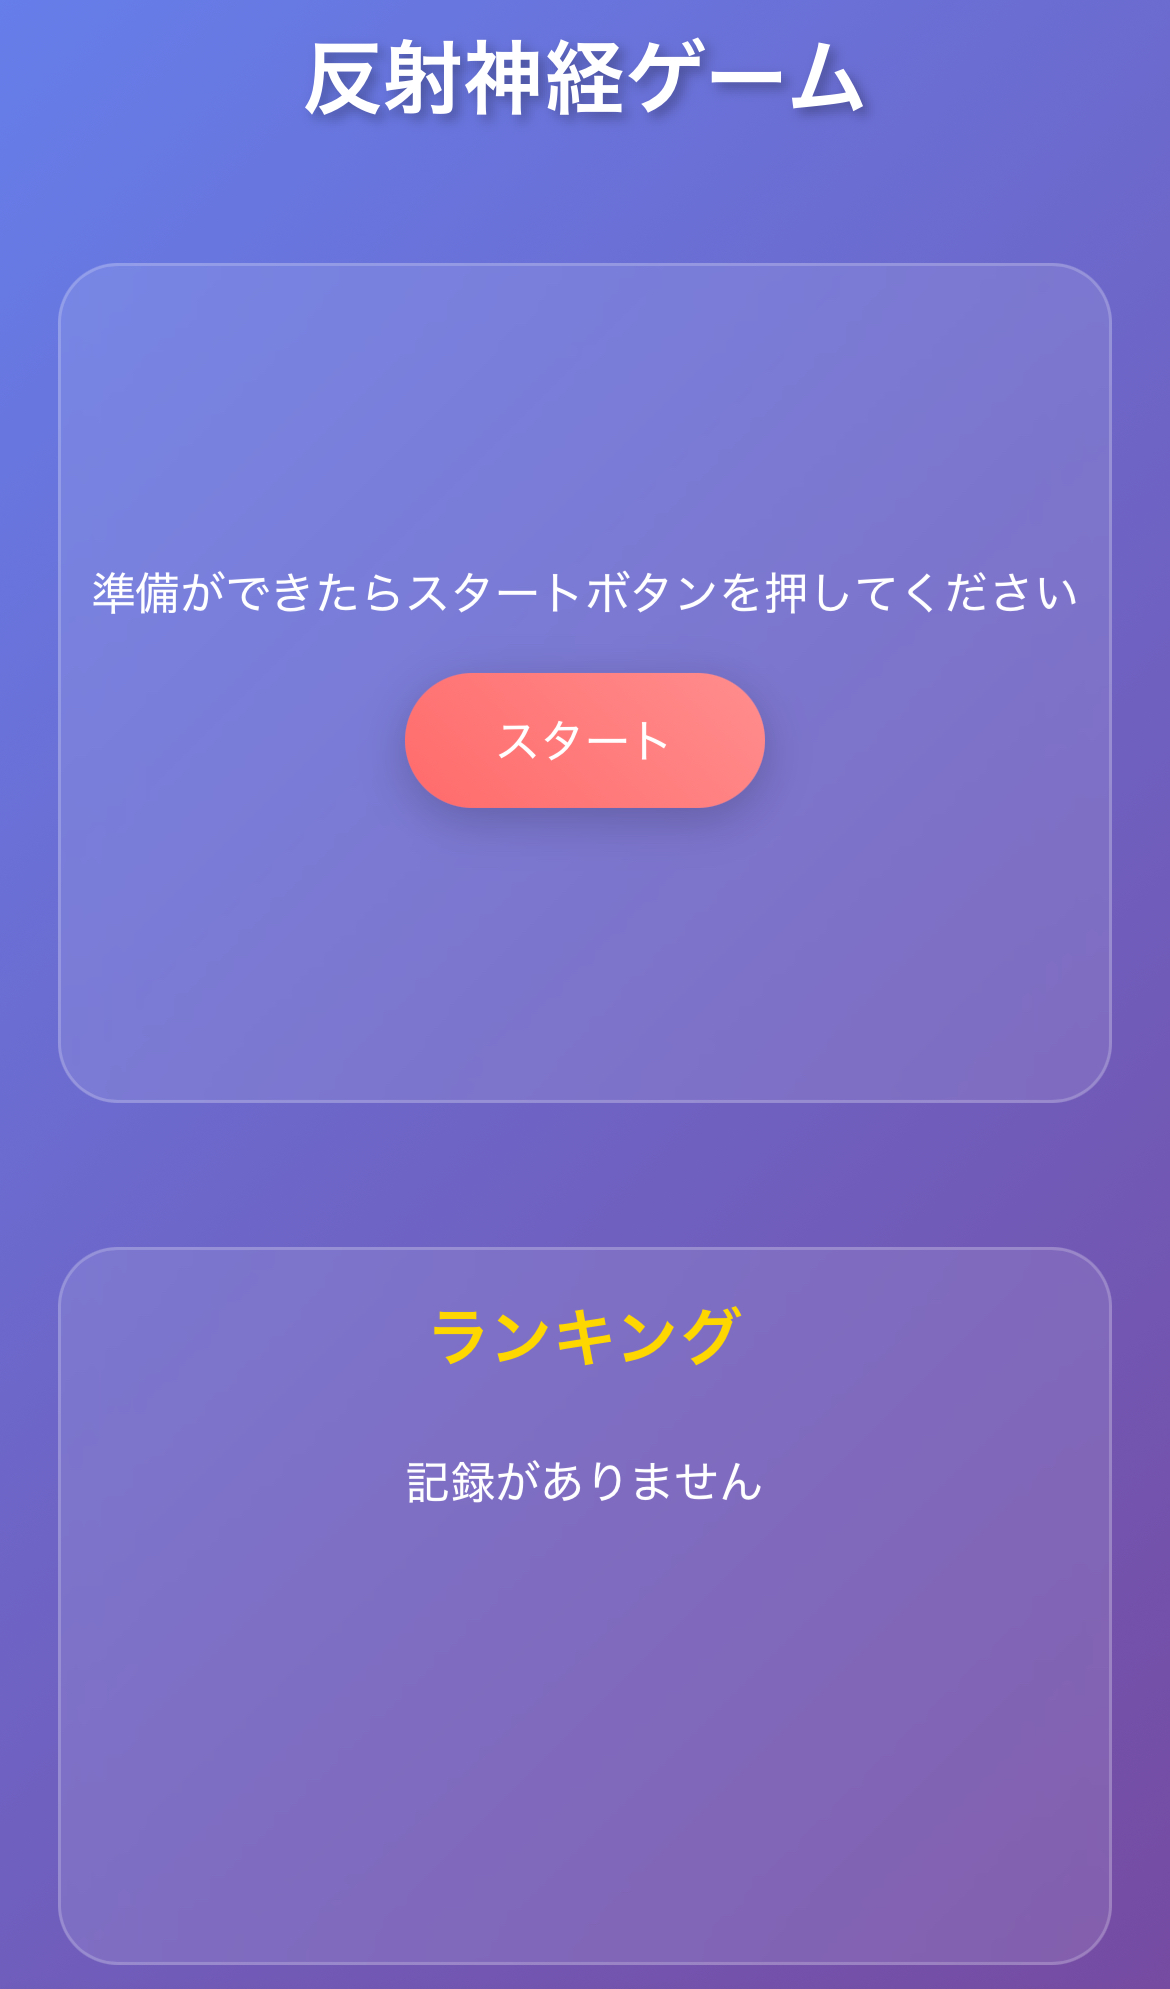 反射神経ゲーム
準備ができたらスタートボタンを押してください
スタート
ランキング
記録がありません